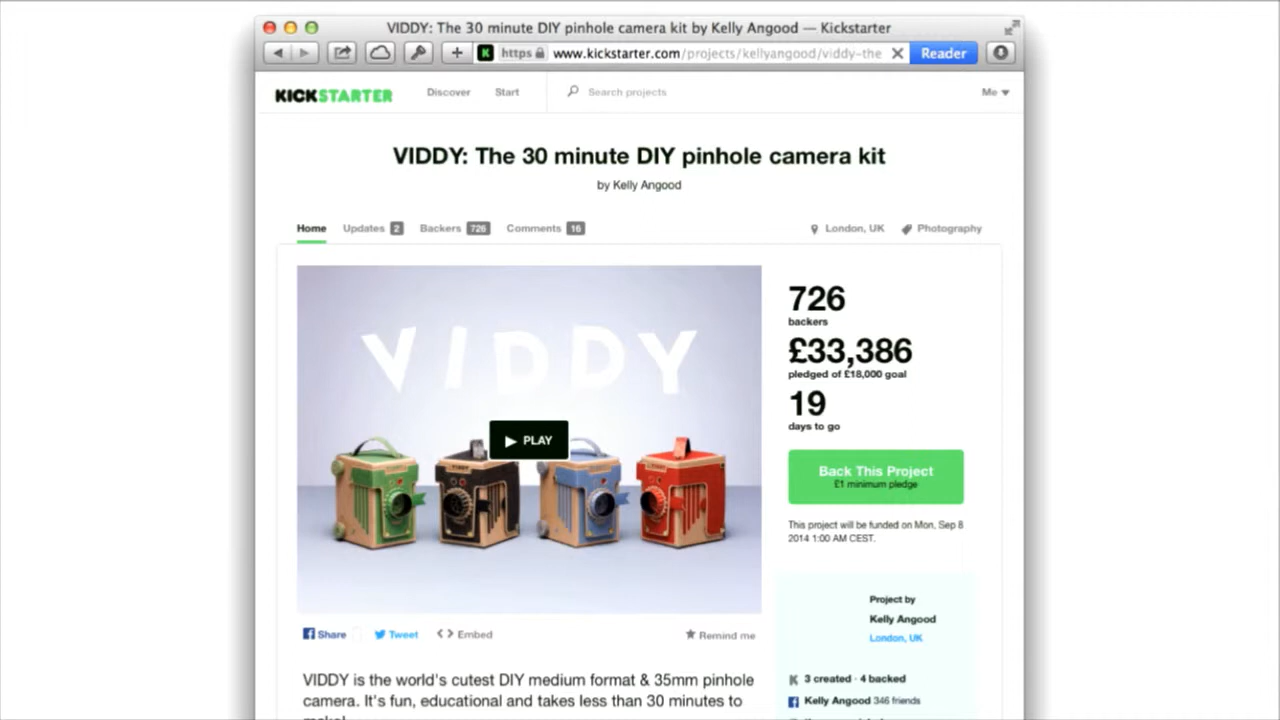 VIDDY: The 30 minute DIY pinhole camera kit by Kelly Angood — Kickstarter
https www.kickstarter.com/projects/kellyangood/viddy-the
Reader
KICKSTARTER
Discover
Start
Search projects
Me
VIDDY: The 30 minute DIY pinhole camera kit
by Kelly Angood
Home
Updates 2
Backers 726
Comments 16
London, UK
Photography
VIDDY
PLAY
VIDDY
726
backers
£33,386
pledged of £18,000 goal
19
days to go
Back This Project
£1 minimum pledge
This project will be funded on Mon, Sep 8
2014 1:00 AM CEST.
Project by
Kelly Angood
London, UK
3 created · 4 backed
Kelly Angood 346 friends
Share
Tweet
Embed
Remind me
VIDDY is the world's cutest DIY medium format & 35mm pinhole
camera. It's fun, educational and takes less than 30 minutes to